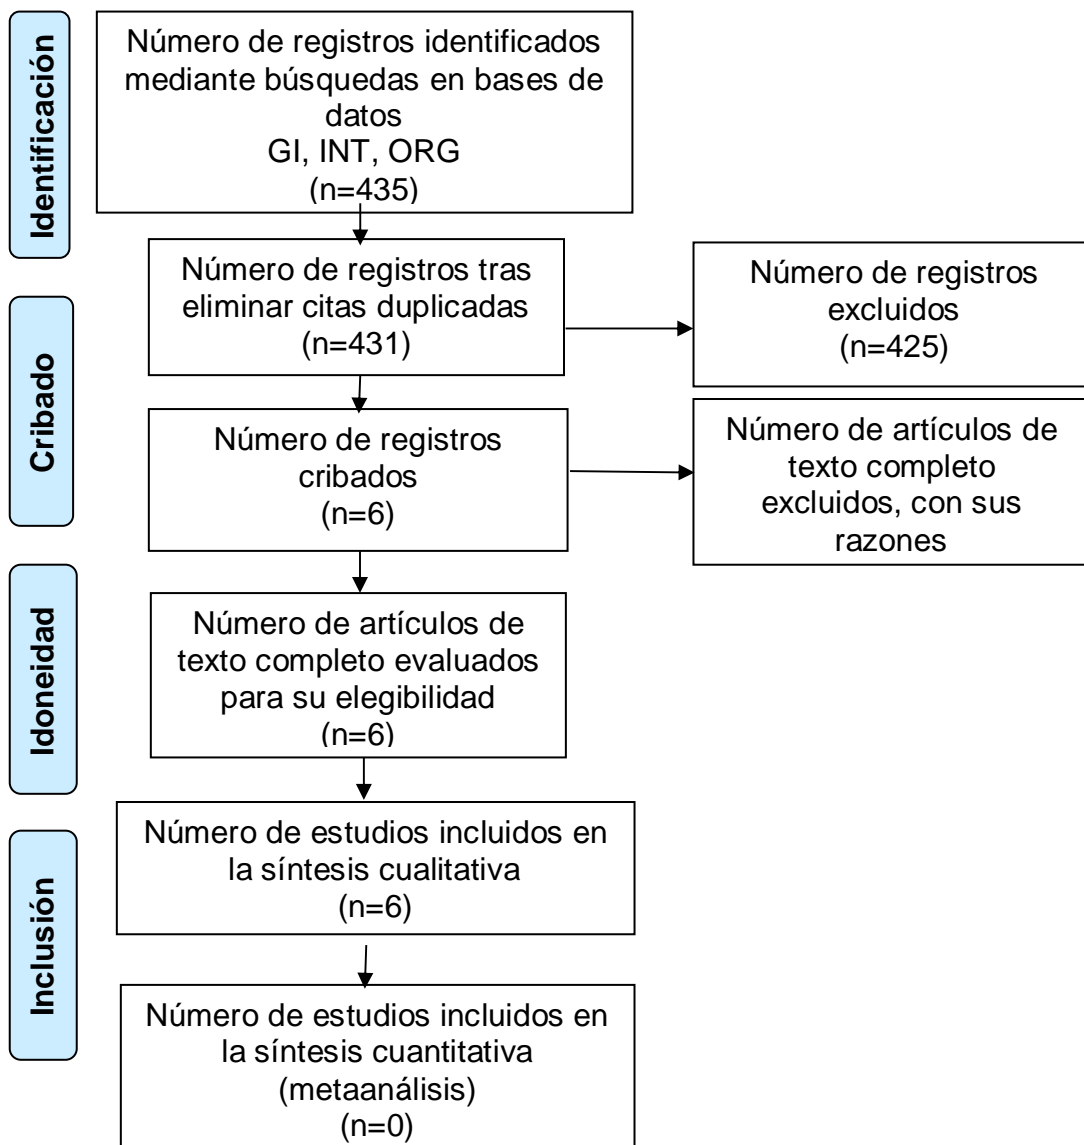 Identificación
Número de registros identificados
mediante búsquedas en bases de
datos
GI, INT, ORG
(n=435)
Número de registros tras
eliminar citas duplicadas
(n=431)
Número de registros
excluidos
(n=425)
Cribado
Número de registros
cribados
(n=6)
Número de artículos de
texto completo
excluidos, con sus
razones
Idoneidad
Número de artículos de
texto completo evaluados
para su elegibilidad
(n=6)
Inclusión
Número de estudios incluidos en
la síntesis cualitativa
(n=6)
Número de estudios incluidos en
la síntesis cuantitativa
(metaanálisis)
(n=0)